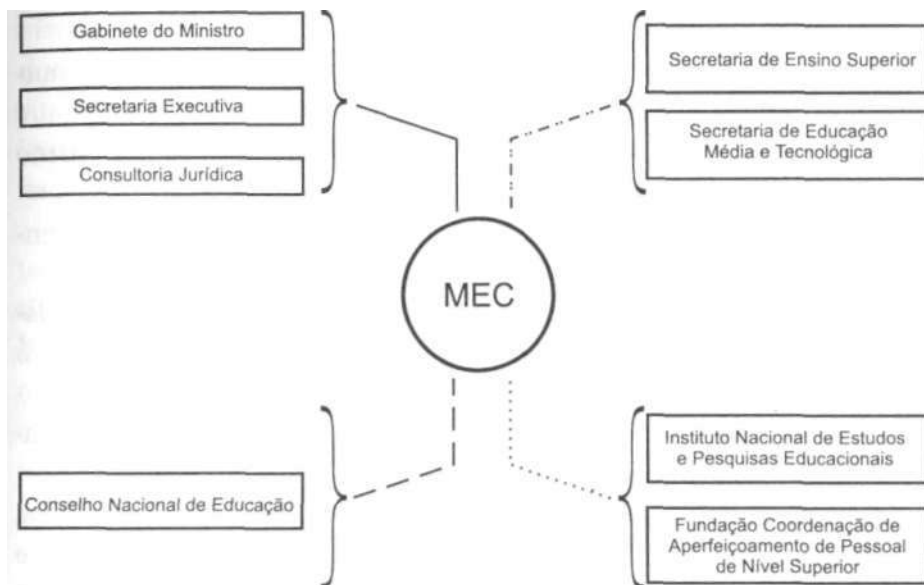 Gabinete do Ministro
Secretaria Executiva
Consultoria Jurídica
Secretaria de Ensino Superior
Secretaria de Educação
Média e Tecnológica
MEC
Conselho Nacional de Educação
Instituto Nacional de Estudos
e Pesquisas Educacionais
Fundação Coordenação de
Aperfeiçoamento de Pessoal
de Nível Superior